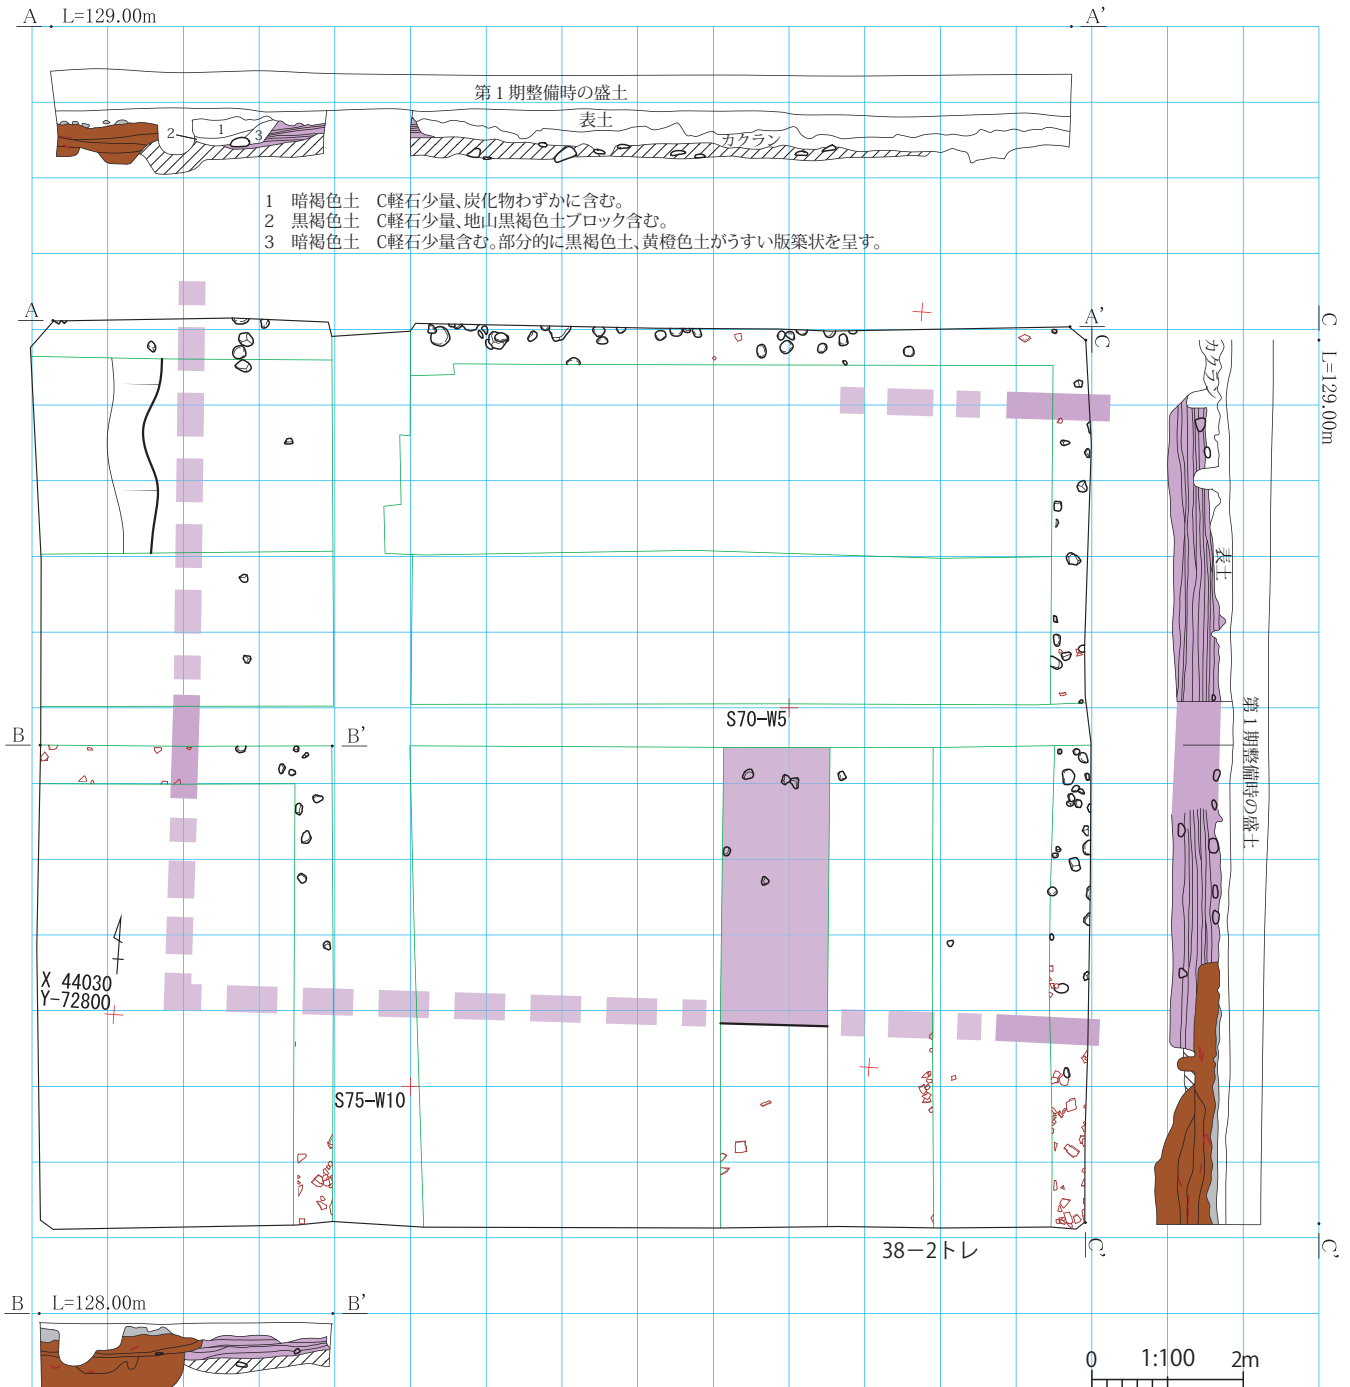 A L=129.00m A'
第1期整備時の盛土
表土
カクラン
1
2
3
1 暗褐色土 C軽石少量、炭化物わずかに含む。
2 黒褐色土 C軽石少量、地山黒褐色土ブロック含む。
3 暗褐色土 C軽石少量含む。部分的に黒褐色土、黄橙色土がうすい版築状を呈す。
A A'
C
C
L=129.00m
カクラン
表土
第1期整備時の盛土
S70-W5
B B'
X 44030
Y-72800
S75-W10
38-2トレ
C'
C'
B L=128.00m B'
0 1:100 2m